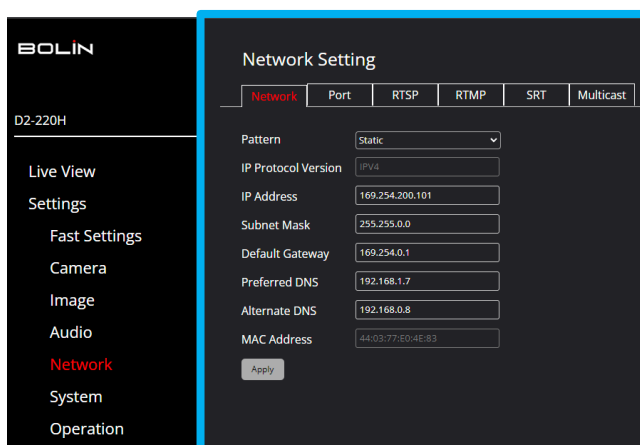 BOLIN
D2-220H
Live View
Settings
Fast Settings
Camera
Image
Audio
Network
System
Operation
Network Setting
Network Port RTSP RTMP SRT Multicast
Pattern Static
IP Protocol Version IPV4
IP Address 169.254.200.101
Subnet Mask 255.255.0.0
Default Gateway 169.254.0.1
Preferred DNS 192.168.1.7
Alternate DNS 192.168.0.8
MAC Address 44:03:77:E0:4E:83
Apply